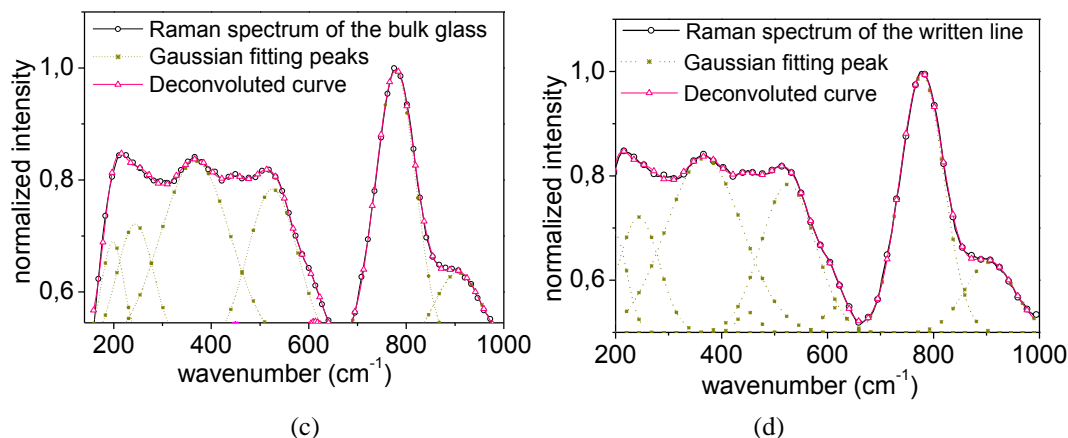 Raman spectrum of the bulk glass
Gaussian fitting peaks
Deconvoluted curve
1,0
0,8
0,6
normalized intensity
200 400 600 800 1000
wavenumber (cm⁻¹)
(c)
Raman spectrum of the written line
Gaussian fitting peak
Deconvoluted curve
1,0
0,8
0,6
normalized intensity
200 400 600 800 1000
wavenumber (cm⁻¹)
(d)